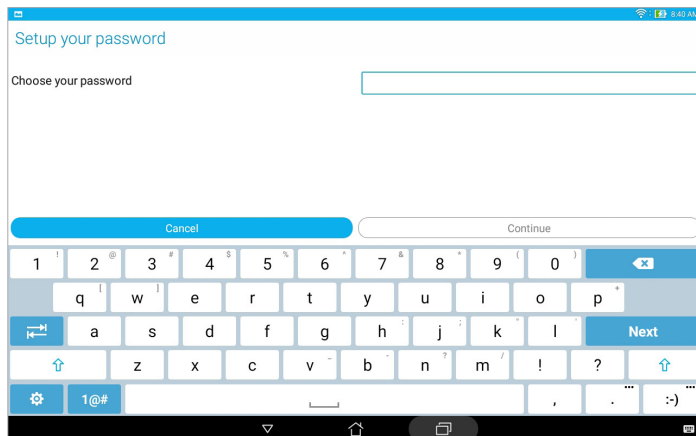 8:40 AM
Setup your password
Choose your password
Cancel
Continue
1 ! 2 @ 3 # 4 $ 5 % 6 ^ 7 & 8 * 9 ( 0 )
q [ w ] e r t y u i o p +
a s d f g h : j ; k " l '
z x c v _ b - n ? m / ! ?
1@# , . ... :-) ...
Next